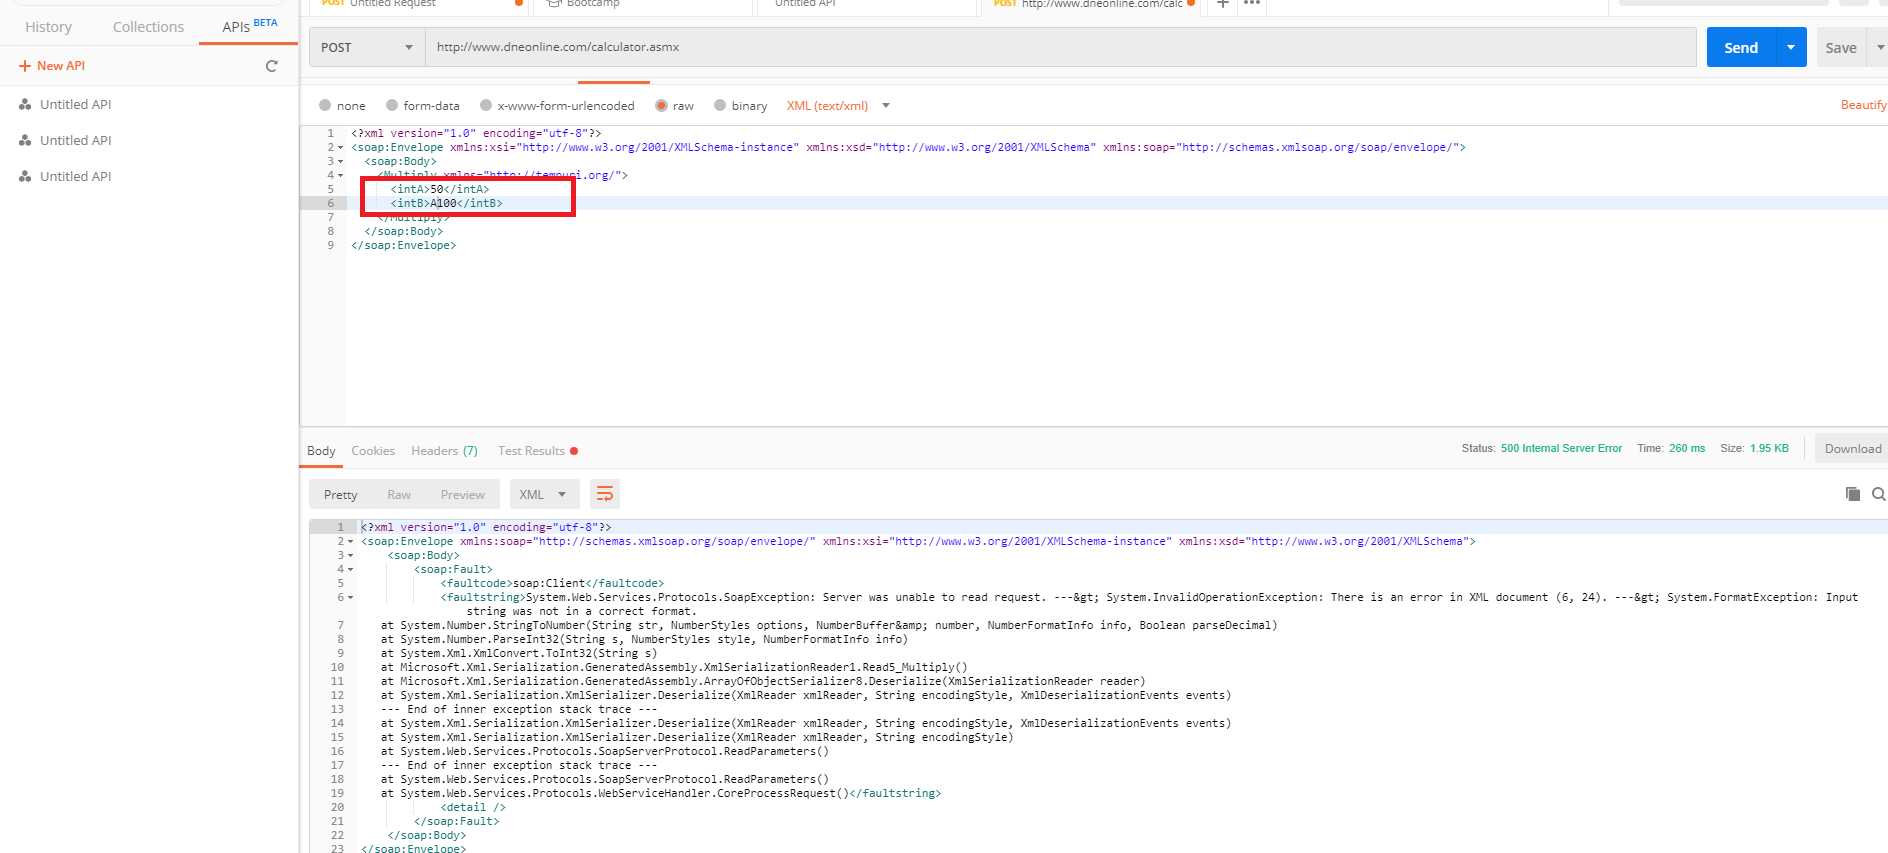 POST Untitled Request
Bootcamp
Untitled API
POST http://www.dneonline.com/calc
History
Collections
APIs BETA
+ New API
Untitled API
Untitled API
Untitled API
POST
http://www.dneonline.com/calculator.asmx
Send
Save
none
form-data
x-www-form-urlencoded
raw
binary
XML (text/xml)
Beautify
1 <?xml version="1.0" encoding="utf-8"?>
2 <soap:Envelope xmlns:xsi="http://www.w3.org/2001/XMLSchema-instance" xmlns:xsd="http://www.w3.org/2001/XMLSchema" xmlns:soap="http://schemas.xmlsoap.org/soap/envelope/">
3 <soap:Body>
4 <Multiply xmlns="http://tempuri.org/">
5 <intA>50</intA>
6 <intB>A100</intB>
7 </Multiply>
8 </soap:Body>
9 </soap:Envelope>
Body
Cookies
Headers (7)
Test Results
Status: 500 Internal Server Error
Time: 260 ms
Size: 1.95 KB
Download
Pretty
Raw
Preview
XML
1 <?xml version="1.0" encoding="utf-8"?>
2 <soap:Envelope xmlns:soap="http://schemas.xmlsoap.org/soap/envelope/" xmlns:xsi="http://www.w3.org/2001/XMLSchema-instance" xmlns:xsd="http://www.w3.org/2001/XMLSchema">
3 <soap:Body>
4 <soap:Fault>
5 <faultcode>soap:Client</faultcode>
6 <faultstring>System.Web.Services.Protocols.SoapException: Server was unable to read request. ---&gt; System.InvalidOperationException: There is an error in XML document (6, 24). ---&gt; System.FormatException: Input
string was not in a correct format.
7 at System.Number.StringToNumber(String str, NumberStyles options, NumberBuffer&amp; number, NumberFormatInfo info, Boolean parseDecimal)
8 at System.Number.ParseInt32(String s, NumberStyles style, NumberFormatInfo info)
9 at System.Xml.XmlConvert.ToInt32(String s)
10 at Microsoft.Xml.Serialization.GeneratedAssembly.XmlSerializationReader1.Read5_Multiply()
11 at Microsoft.Xml.Serialization.GeneratedAssembly.ArrayOfObjectSerializer8.Deserialize(XmlSerializationReader reader)
12 at System.Xml.Serialization.XmlSerializer.Deserialize(XmlReader xmlReader, String encodingStyle, XmlDeserializationEvents events)
13 --- End of inner exception stack trace ---
14 at System.Xml.Serialization.XmlSerializer.Deserialize(XmlReader xmlReader, String encodingStyle, XmlDeserializationEvents events)
15 at System.Xml.Serialization.XmlSerializer.Deserialize(XmlReader xmlReader, String encodingStyle)
16 at System.Web.Services.Protocols.SoapServerProtocol.ReadParameters()
17 --- End of inner exception stack trace ---
18 at System.Web.Services.Protocols.SoapServerProtocol.ReadParameters()
19 at System.Web.Services.Protocols.WebServiceHandler.CoreProcessRequest()</faultstring>
20 <detail />
21 </soap:Fault>
22 </soap:Body>
23 </soap:Envelope>